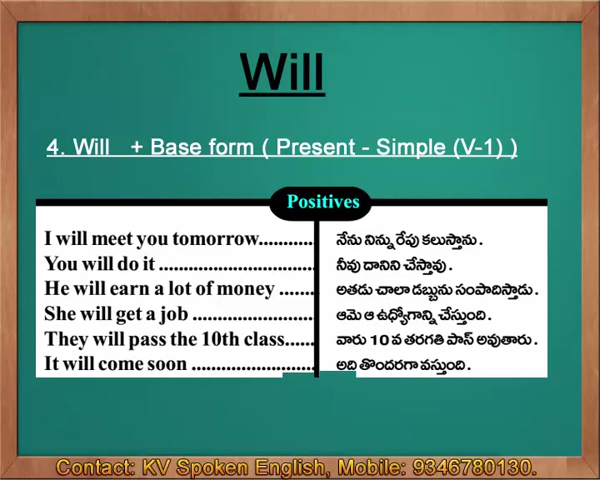 Will
4. Will + Base form ( Present - Simple (V-1) )
Positives
I will meet you tomorrow........... నేను నిన్ను రేపు కలుస్తాను.
You will do it ............................... నీవు దానిని చేస్తావు.
He will earn a lot of money ....... అతడు చాలా డబ్బును సంపాదిస్తాడు.
She will get a job ........................ ఆమె ఆ ఉద్యోగాన్ని చేస్తుంది.
They will pass the 10th class...... వారు 10 వ తరగతి పాస్ అవుతారు.
It will come soon ........................ అది తొందరగా వస్తుంది.
Contact: KV Spoken English, Mobile: 9346780130.